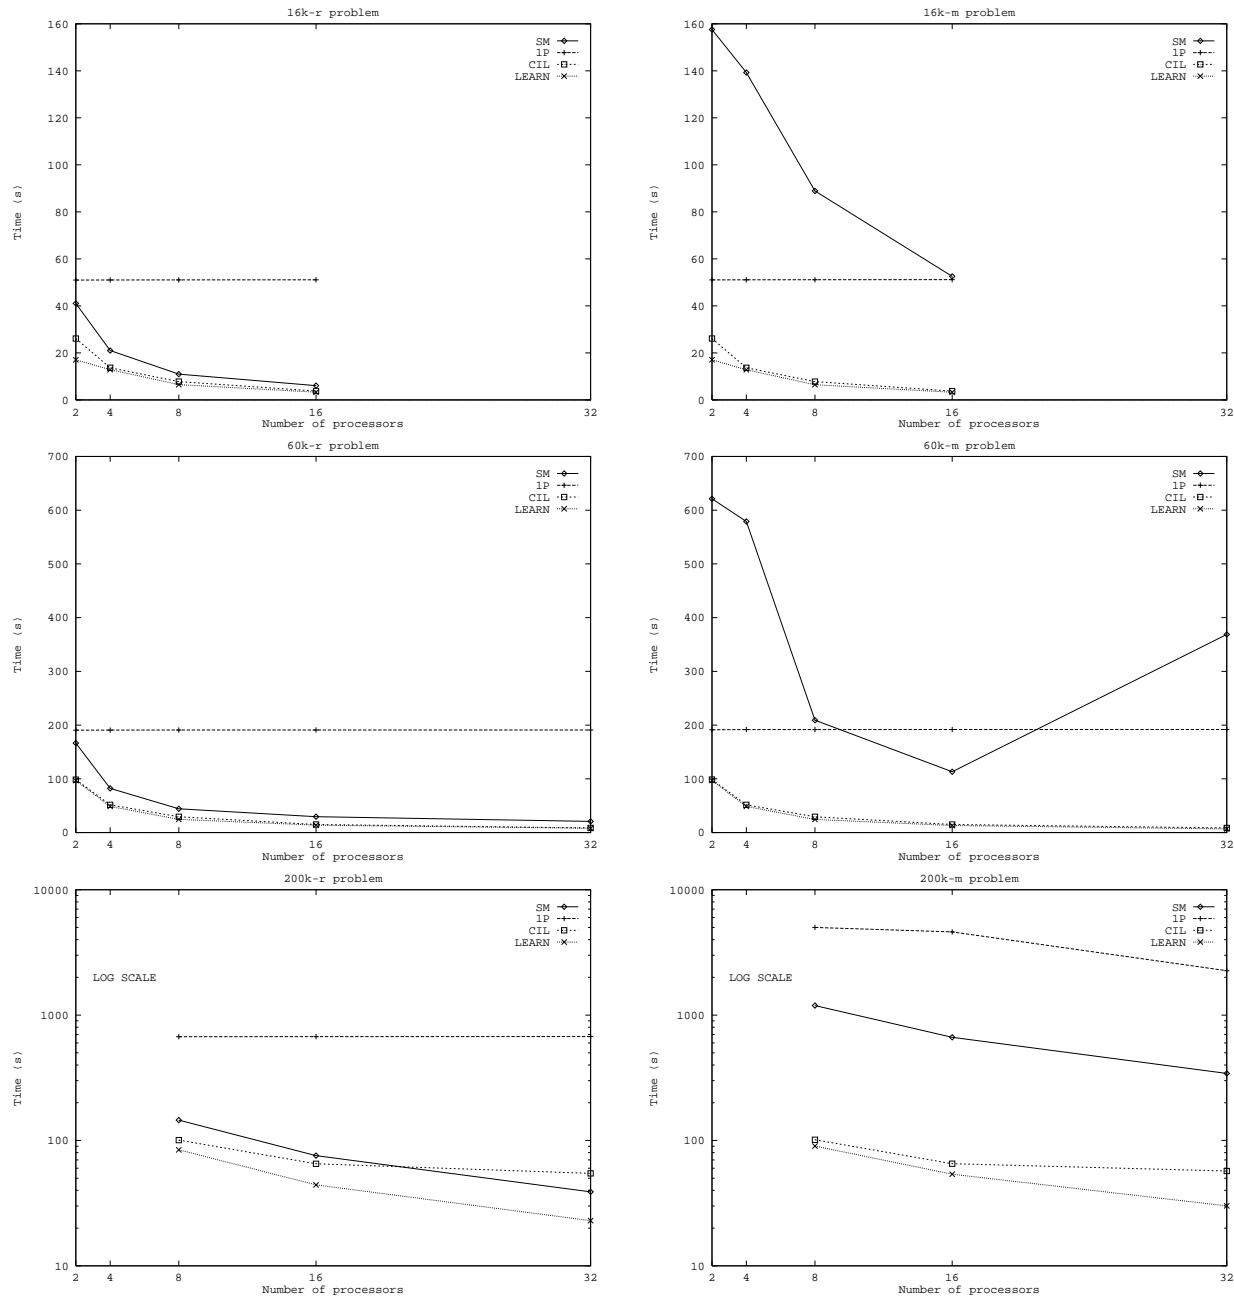 16k-r problem
160
140
120
100
80
60
40
20
0
Time (s)
2 4 8 16 32
Number of processors
SM
1P
CIL
LEARN
16k-m problem
160
140
120
100
80
60
40
20
0
Time (s)
2 4 8 16 32
Number of processors
SM
1P
CIL
LEARN
60k-r problem
700
600
500
400
300
200
100
0
Time (s)
2 4 8 16 32
Number of processors
SM
1P
CIL
LEARN
60k-m problem
700
600
500
400
300
200
100
0
Time (s)
2 4 8 16 32
Number of processors
SM
1P
CIL
LEARN
200k-r problem
10000
1000
100
10
Time (s)
LOG SCALE
2 4 8 16 32
Number of processors
SM
1P
CIL
LEARN
200k-m problem
10000
1000
100
10
Time (s)
LOG SCALE
2 4 8 16 32
Number of processors
SM
1P
CIL
LEARN